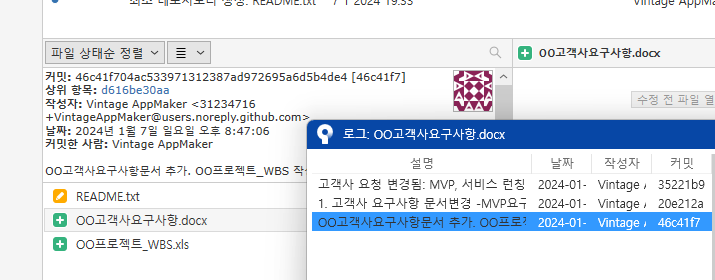 최초 레포지토리 생성. README.txt 7 1 2024 19:33 Vintage AppMaker
파일 상태순 정렬
OO고객사요구사항.docx
커밋: 46c41f704ac533971312387ad972695a6d5b4de4 [46c41f7]
상위 항목: d616be30aa
작성자: Vintage AppMaker <31234716
+VintageAppMaker@users.noreply.github.com>
날짜: 2024년 1월 7일 일요일 오후 8:47:06
커밋한 사람: Vintage AppMaker
OO고객사요구사항문서 추가. OO프로젝트_WBS 작
README.txt
OO고객사요구사항.docx
OO프로젝트_WBS.xls
수정 전 파일 열
로그: OO고객사요구사항.docx
설명 날짜 작성자 커밋
고객사 요청 변경됨: MVP, 서비스 런칭 2024-01- Vintage A 35221b9
1. 고객사 요구사항 문서변경 -MVP요구 2024-01- Vintage A 20e212a
OO고객사요구사항문서 추가. OO프로젝 2024-01- Vintage A 46c41f7